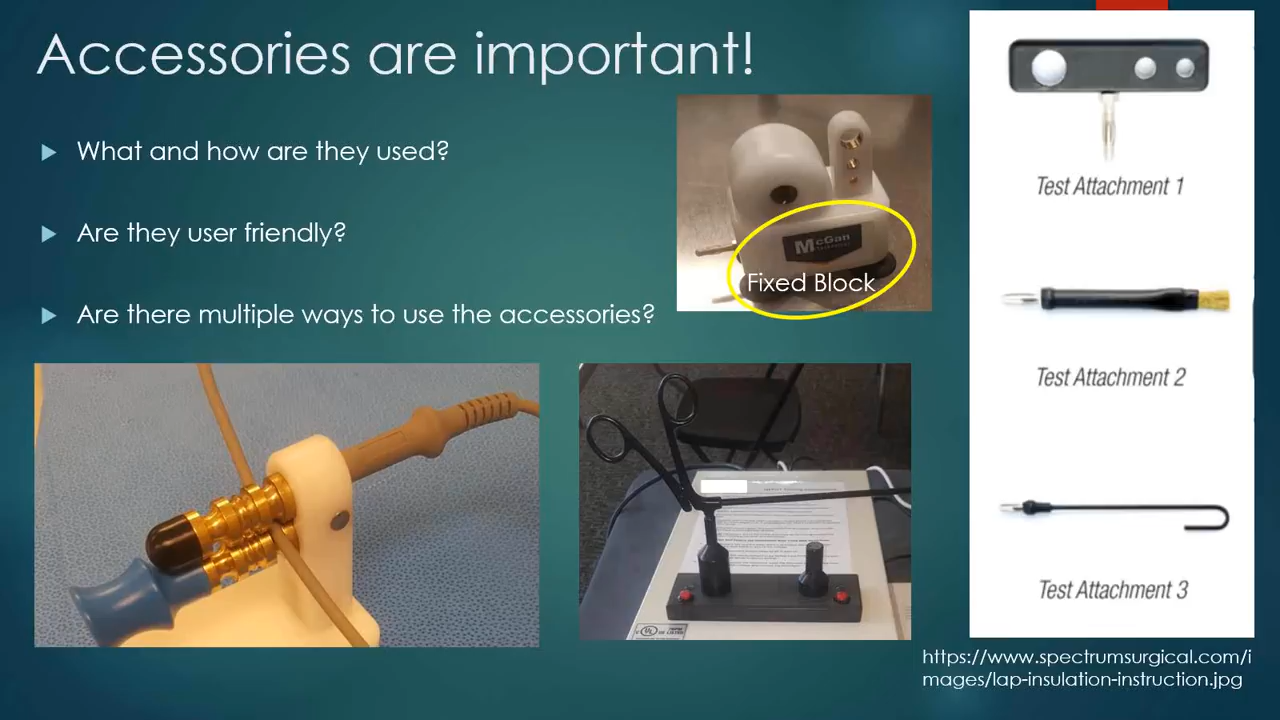 Accessories are important!
What and how are they used?
Are they user friendly?
Are there multiple ways to use the accessories?
McGan
Fixed Block
UL
Test Attachment 1
Test Attachment 2
Test Attachment 3
https://www.spectrumsurgical.com/i
mages/lap-insulation-instruction.jpg